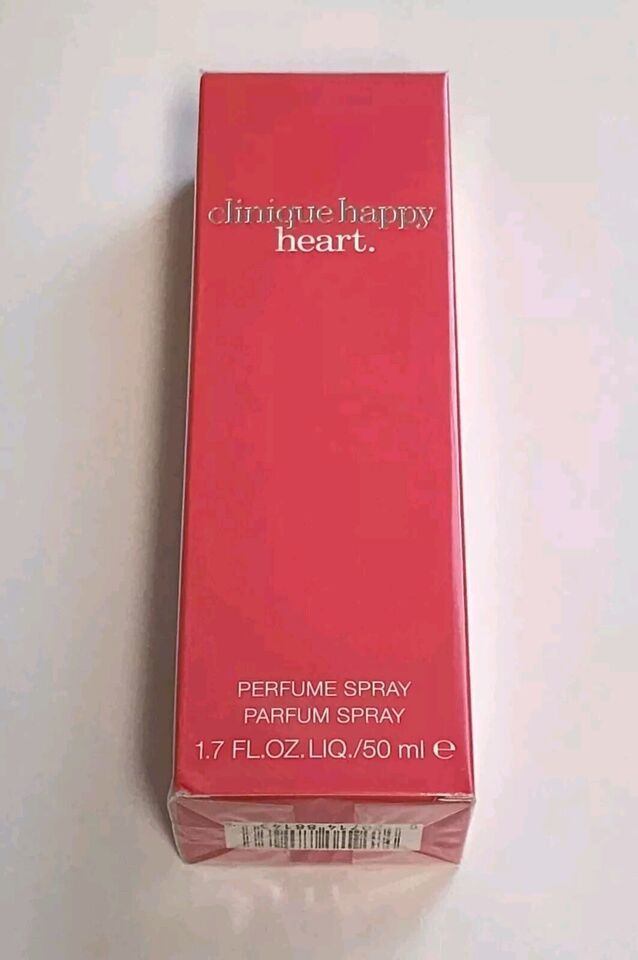 clinique happy
heart.
PERFUME SPRAY
PARFUM SPRAY
1.7 FL.OZ.LIQ./50 ml ℮